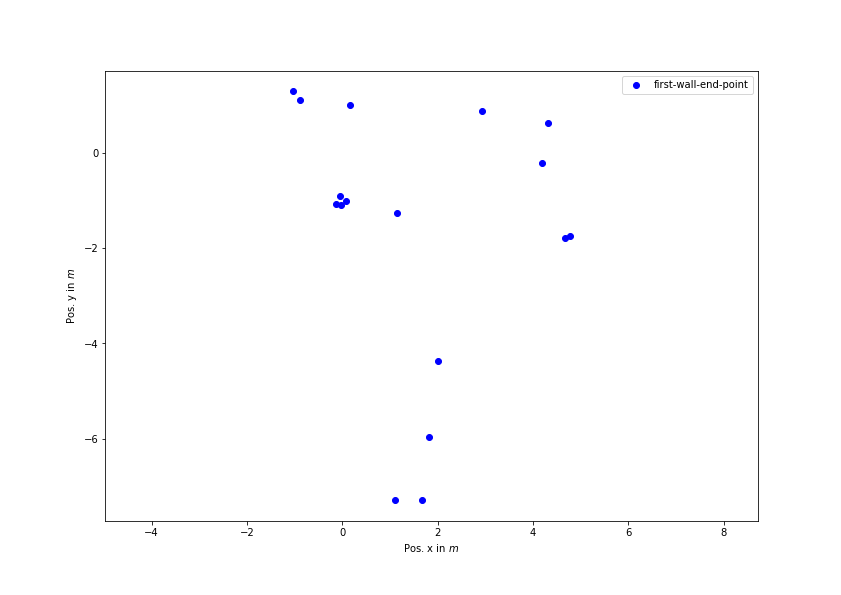 first-wall-end-point
0
−2
−4
−6
Pos. y in m
−4 −2 0 2 4 6 8
Pos. x in m